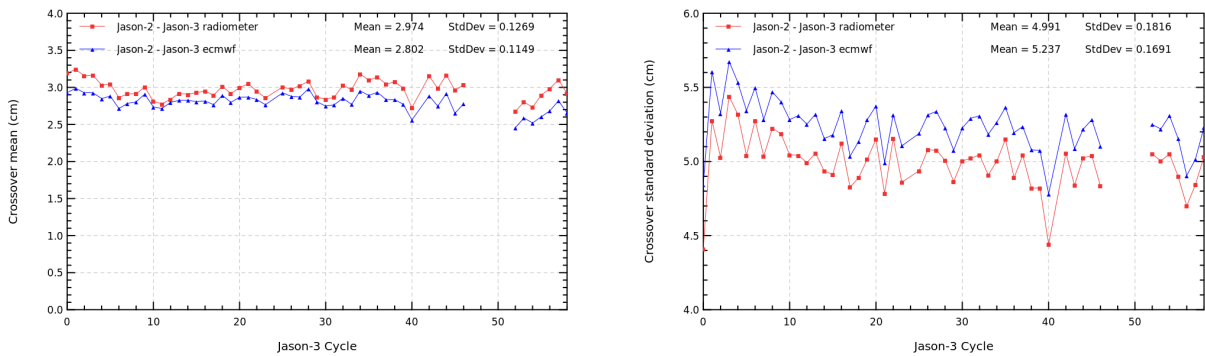 4.0
Jason-2 - Jason-3 radiometer Mean = 2.974 StdDev = 0.1269
Jason-2 - Jason-3 ecmwf Mean = 2.802 StdDev = 0.1149
3.5
3.0
2.5
2.0
1.5
1.0
0.5
0.0
Crossover mean (cm)
0 10 20 30 40 50
Jason-3 Cycle
6.0
Jason-2 - Jason-3 radiometer Mean = 4.991 StdDev = 0.1816
Jason-2 - Jason-3 ecmwf Mean = 5.237 StdDev = 0.1691
5.5
5.0
4.5
4.0
Crossover standard deviation (cm)
0 10 20 30 40 50
Jason-3 Cycle